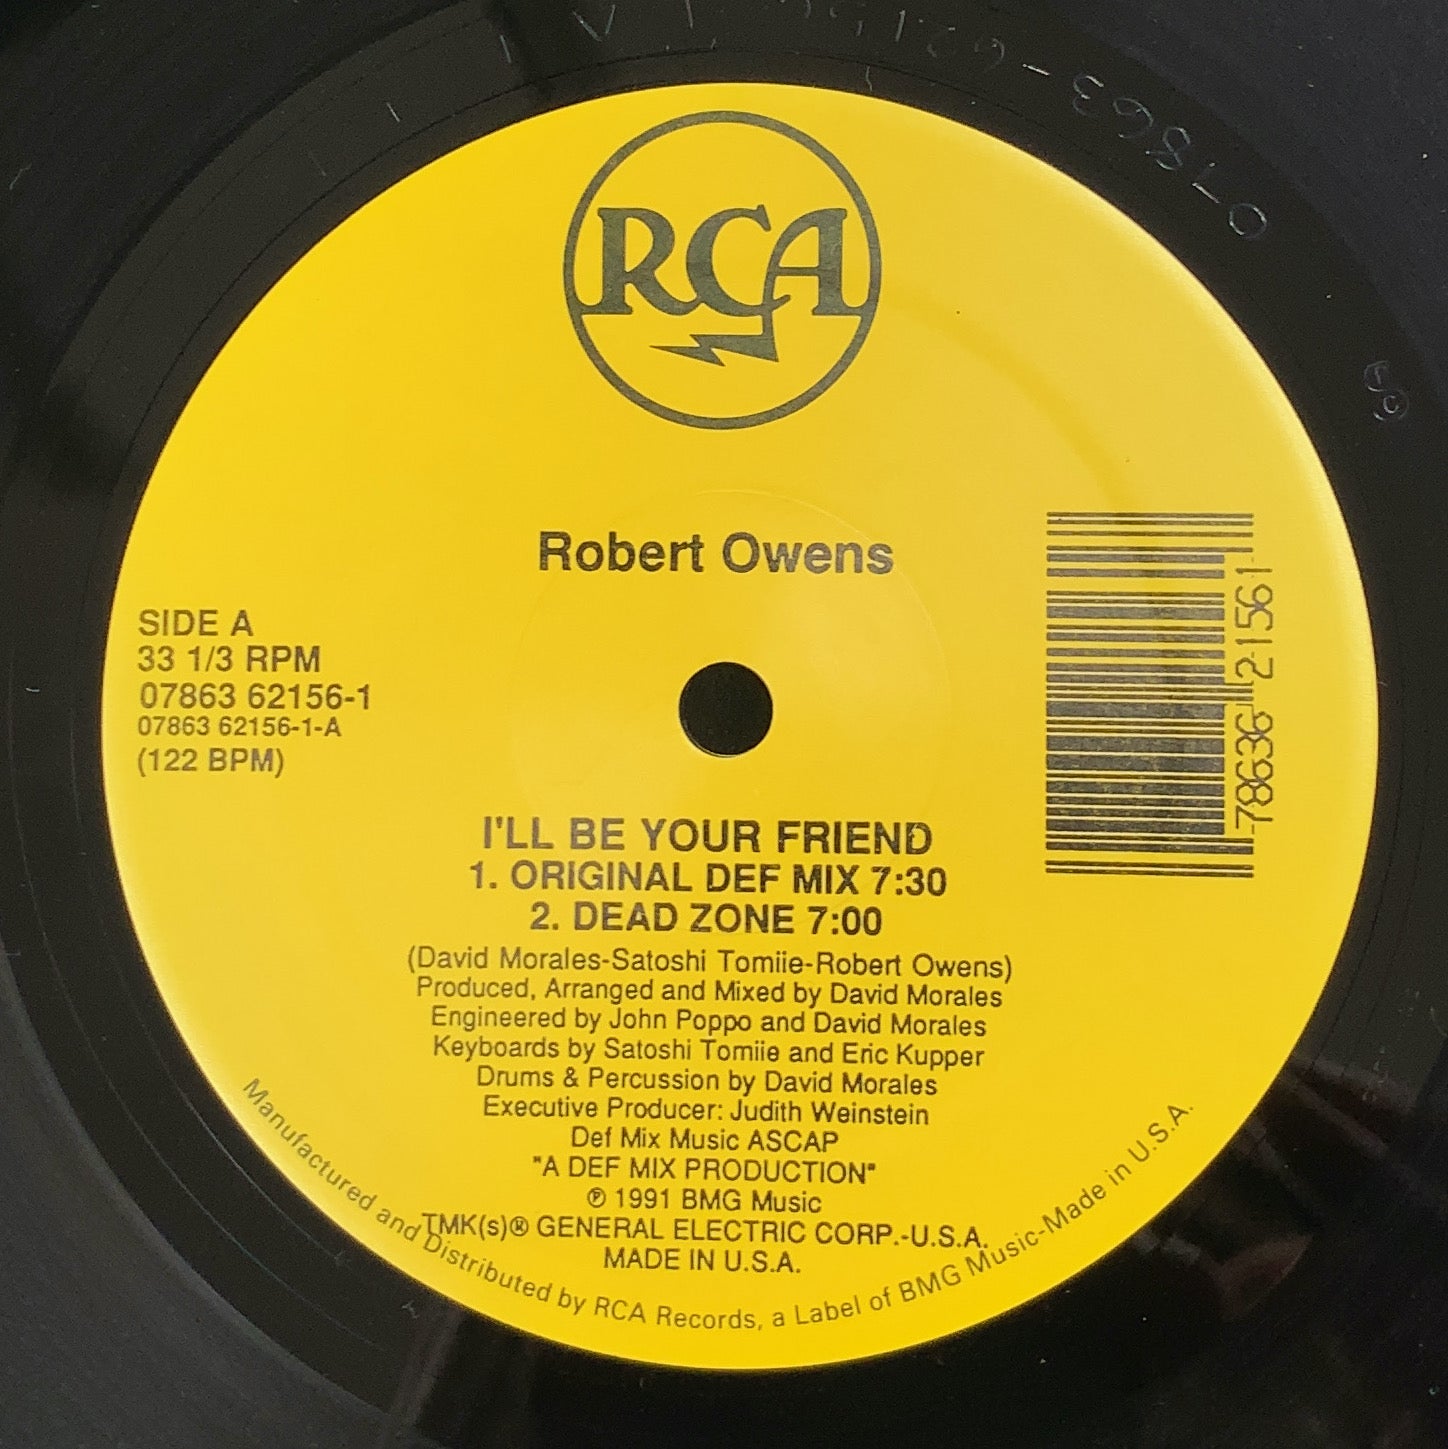 RCA
Robert Owens
SIDE A
33 1/3 RPM
07863 62156-1
07863 62156-1-A
(122 BPM)
78636 21561
I'LL BE YOUR FRIEND
1. ORIGINAL DEF MIX 7:30
2. DEAD ZONE 7:00
(David Morales-Satoshi Tomiie-Robert Owens)
Produced, Arranged and Mixed by David Morales
Engineered by John Poppo and David Morales
Keyboards by Satoshi Tomiie and Eric Kupper
Drums & Percussion by David Morales
Executive Producer: Judith Weinstein
Def Mix Music ASCAP
"A DEF MIX PRODUCTION"
℗ 1991 BMG Music
TMK(s)® GENERAL ELECTRIC CORP.-U.S.A.
MADE IN U.S.A.
Manufactured and Distributed by RCA Records, a Label of BMG Music-Made in U.S.A.